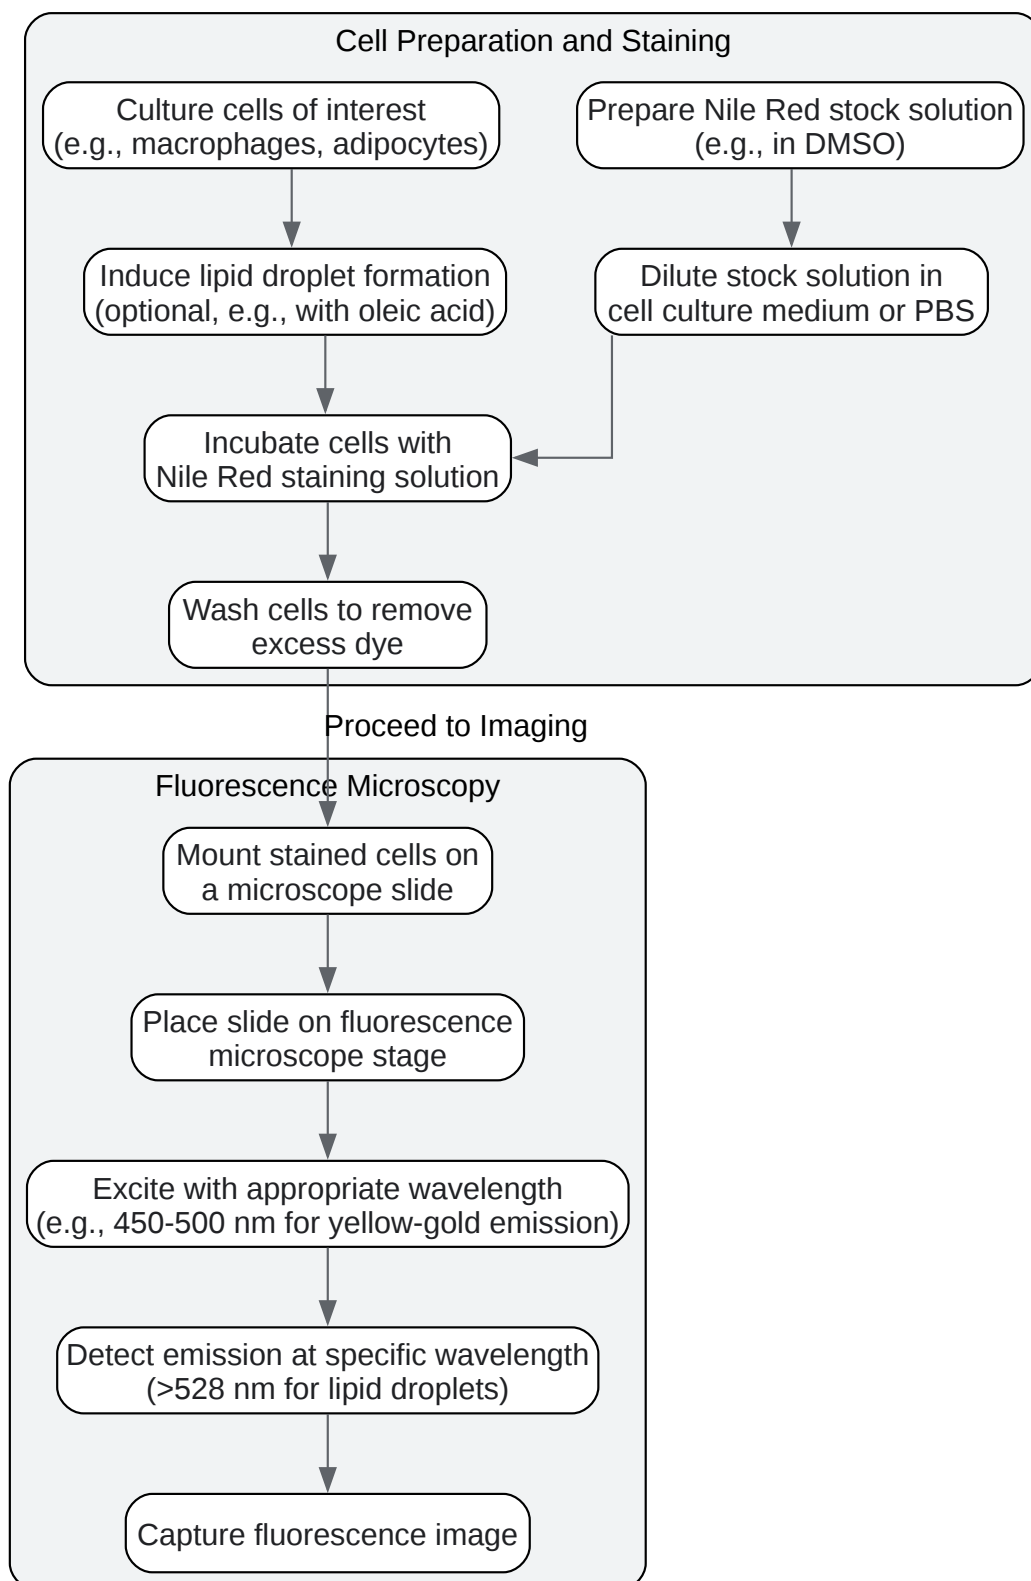 Cell Preparation and Staining
Culture cells of interest
(e.g., macrophages, adipocytes)
Prepare Nile Red stock solution
(e.g., in DMSO)
Induce lipid droplet formation
(optional, e.g., with oleic acid)
Dilute stock solution in
cell culture medium or PBS
Incubate cells with
Nile Red staining solution
Wash cells to remove
excess dye
Proceed to Imaging
Fluorescence Microscopy
Mount stained cells on
a microscope slide
Place slide on fluorescence
microscope stage
Excite with appropriate wavelength
(e.g., 450-500 nm for yellow-gold emission)
Detect emission at specific wavelength
(>528 nm for lipid droplets)
Capture fluorescence image